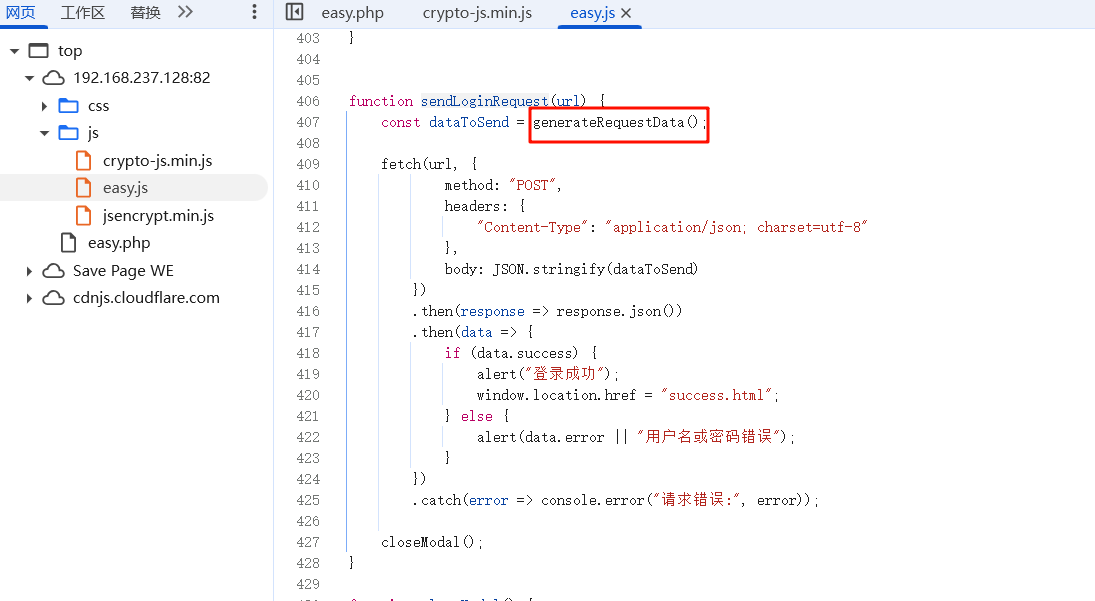 网页 工作区 替换 easy.php crypto-js.min.js easy.js
top
192.168.237.128:82
css
js
crypto-js.min.js
easy.js
jsencrypt.min.js
easy.php
Save Page WE
cdnjs.cloudflare.com
403 }
404
405
406 function sendLoginRequest(url) {
407 const dataToSend = generateRequestData();
408
409 fetch(url, {
410 method: "POST",
411 headers: {
412 "Content-Type": "application/json; charset=utf-8"
413 },
414 body: JSON.stringify(dataToSend)
415 })
416 .then(response => response.json())
417 .then(data => {
418 if (data.success) {
419 alert("登录成功");
420 window.location.href = "success.html";
421 } else {
422 alert(data.error || "用户名或密码错误");
423 }
424 })
425 .catch(error => console.error("请求错误:", error));
426
427 closeModal();
428 }
429